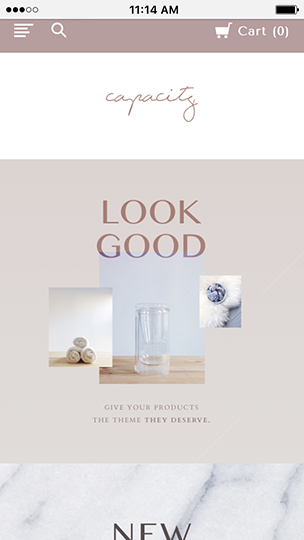 11:14 AM
Cart (0)
capacity
LOOK
GOOD
GIVE YOUR PRODUCTS
THE THEME THEY DESERVE.
NEW